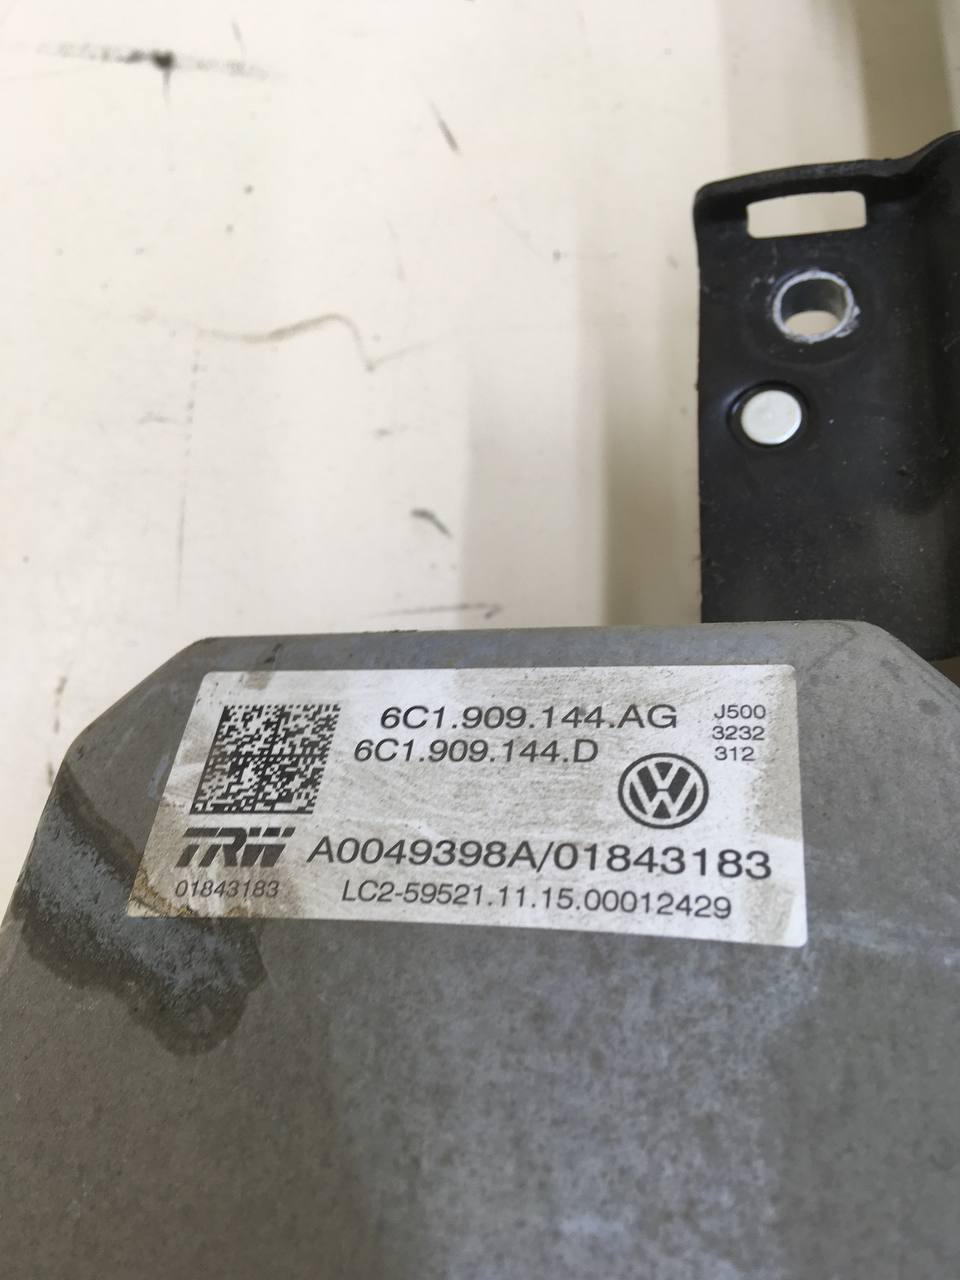 6C1.909.144.AG
6C1.909.144.D
J500
3232
312
TRW
A0049398A/01843183
01843183
LC2-59521.11.15.00012429